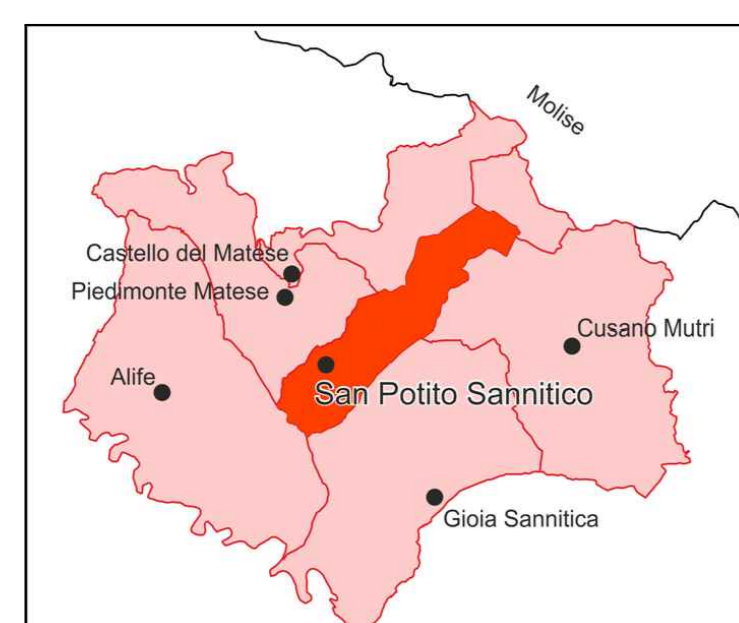 Molise
Castello del Matese
Piedimonte Matese
Cusano Mutri
Alife
San Potito Sannitico
Gioia Sannitica